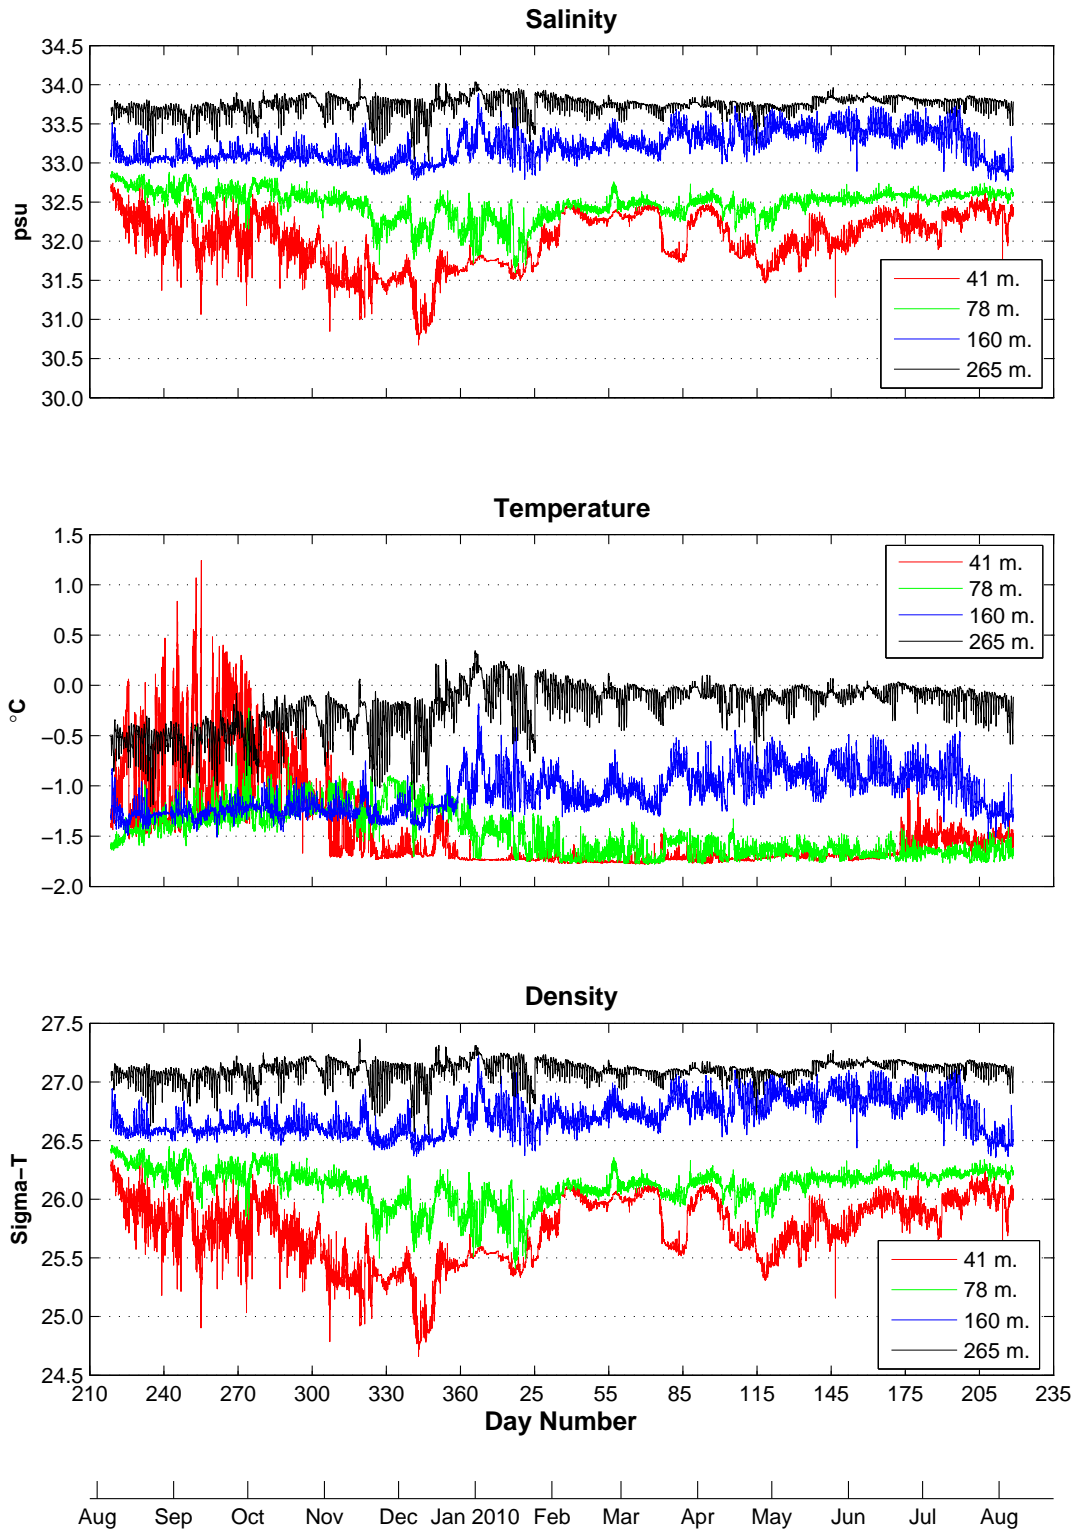 Salinity
34.5
34.0
33.5
33.0
32.5
32.0
31.5
31.0
30.5
30.0
psu
41 m.
78 m.
160 m.
265 m.
Temperature
1.5
1.0
0.5
0.0
−0.5
−1.0
−1.5
−2.0
°C
41 m.
78 m.
160 m.
265 m.
Density
27.5
27.0
26.5
26.0
25.5
25.0
24.5
Sigma−T
41 m.
78 m.
160 m.
265 m.
210 240 270 300 330 360 25 55 85 115 145 175 205 235
Day Number
Aug Sep Oct Nov Dec Jan 2010 Feb Mar Apr May Jun Jul Aug